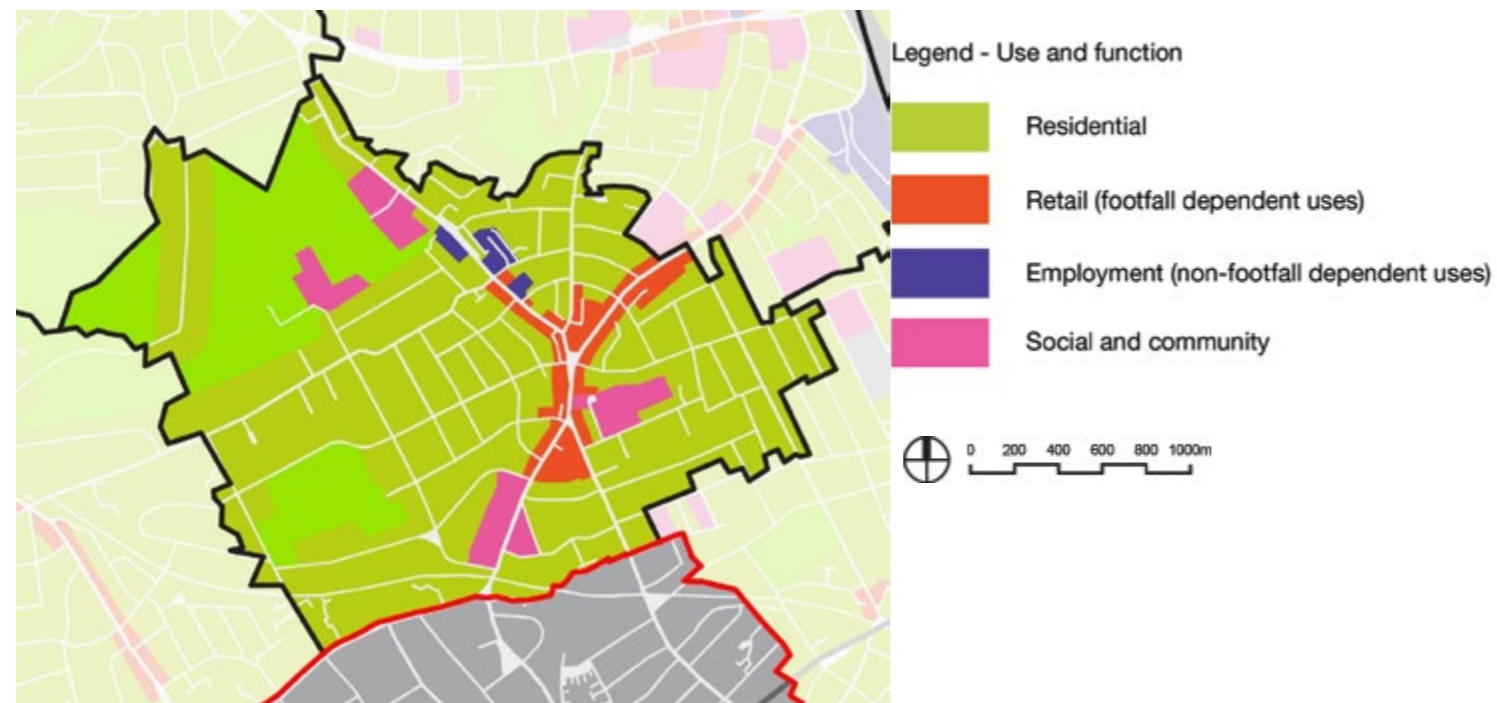 Legend - Use and function
Residential
Retail (footfall dependent uses)
Employment (non-footfall dependent uses)
Social and community
0 200 400 600 800 1000m